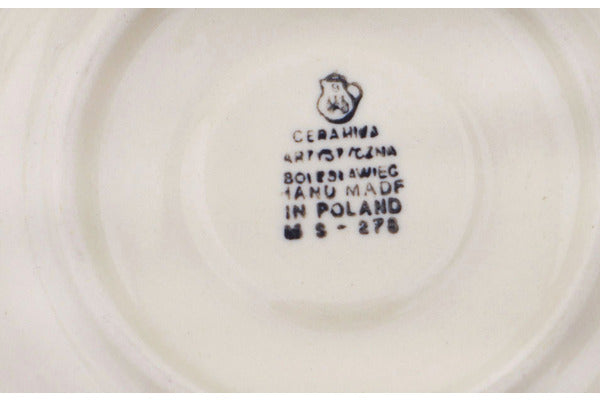 CERAMIKA
ARTYSTYCZNA
BOLESŁAWIEC
HAND MADE
IN POLAND
M S - 278